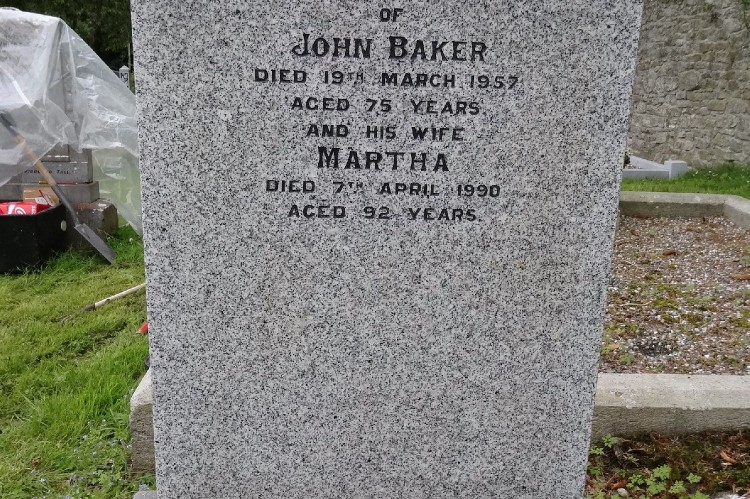 OF
JOHN BAKER
DIED 19TH MARCH 1957
AGED 75 YEARS
AND HIS WIFE
MARTHA
DIED 7TH APRIL 1990
AGED 92 YEARS.